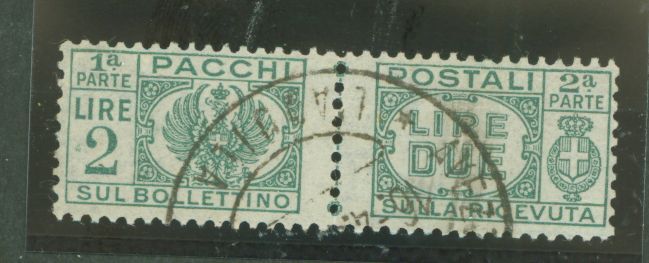 1ª PARTE
PACCHI
LIRE 2
SUL BOLLETTINO
POSTALI
2ª PARTE
LIRE DUE
SULLA RICEVUTA